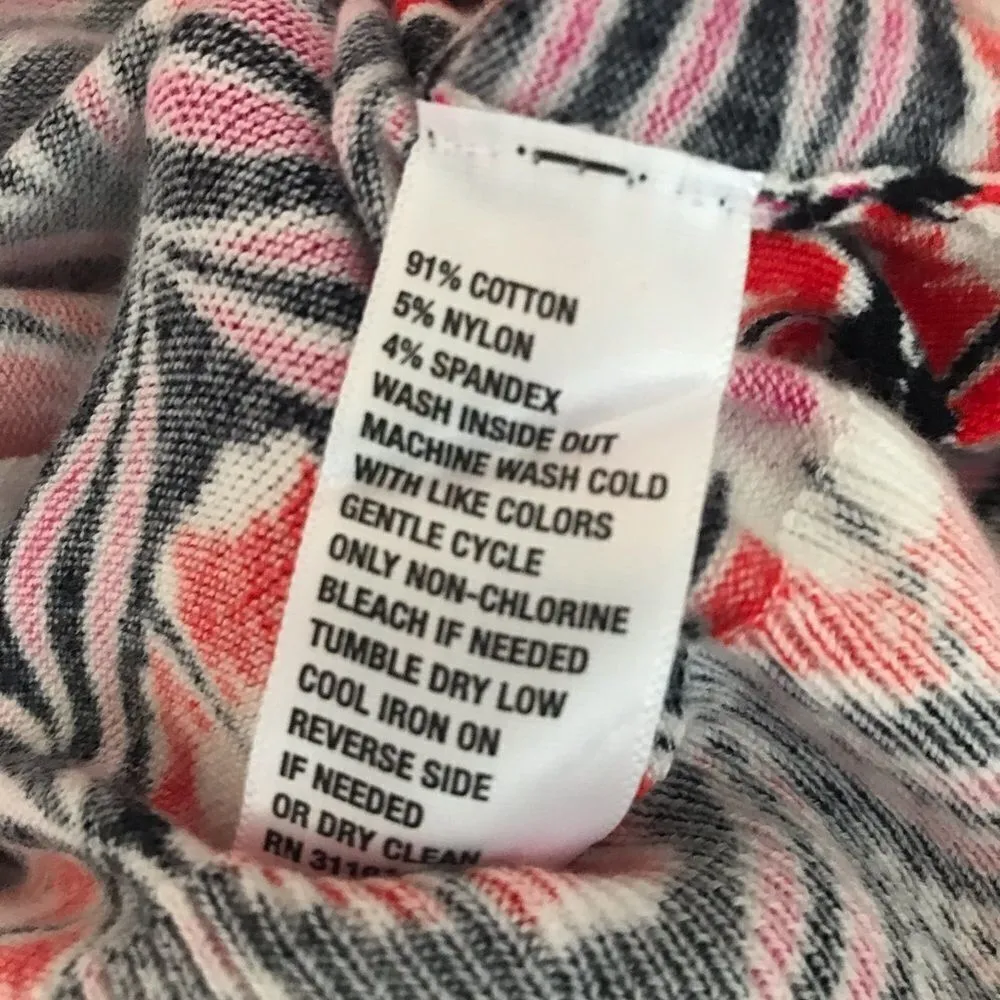 91% COTTON
5% NYLON
4% SPANDEX
WASH INSIDE OUT
MACHINE WASH COLD
WITH LIKE COLORS
GENTLE CYCLE
ONLY NON-CHLORINE
BLEACH IF NEEDED
TUMBLE DRY LOW
COOL IRON ON
REVERSE SIDE
IF NEEDED
OR DRY CLEAN
RN